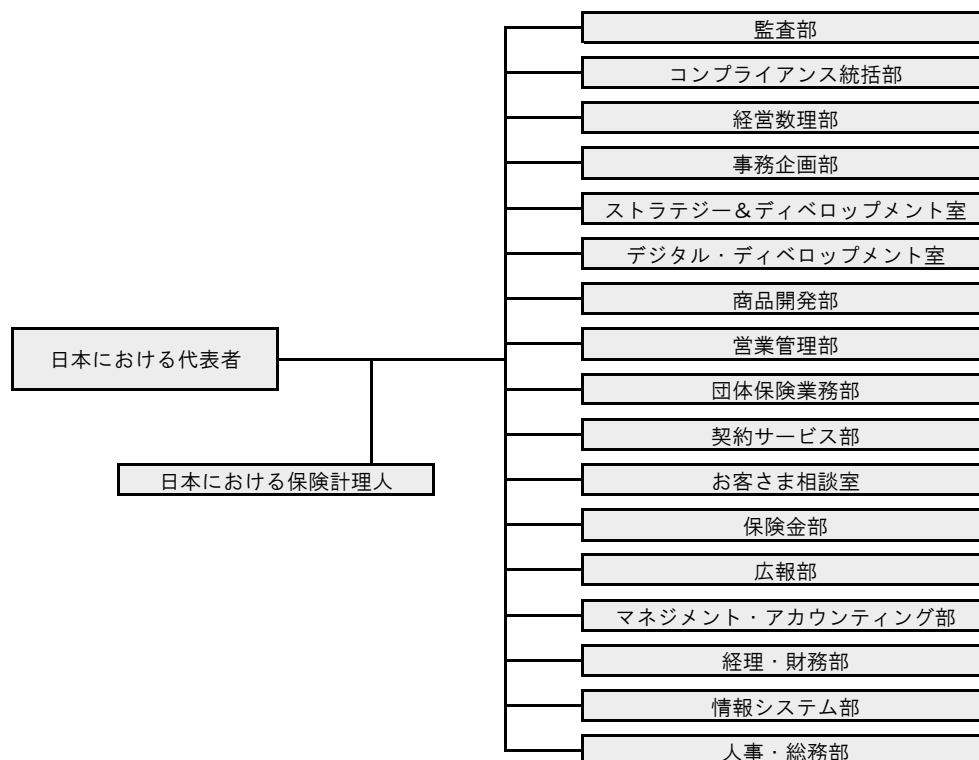 監査部
コンプライアンス統括部
経営数理部
事務企画部
ストラテジー＆ディベロップメント室
デジタル・ディベロップメント室
商品開発部
営業管理部
日本における代表者
団体保険業務部
契約サービス部
日本における保険計理人
お客さま相談室
保険金部
広報部
マネジメント・アカウンティング部
経理・財務部
情報システム部
人事・総務部